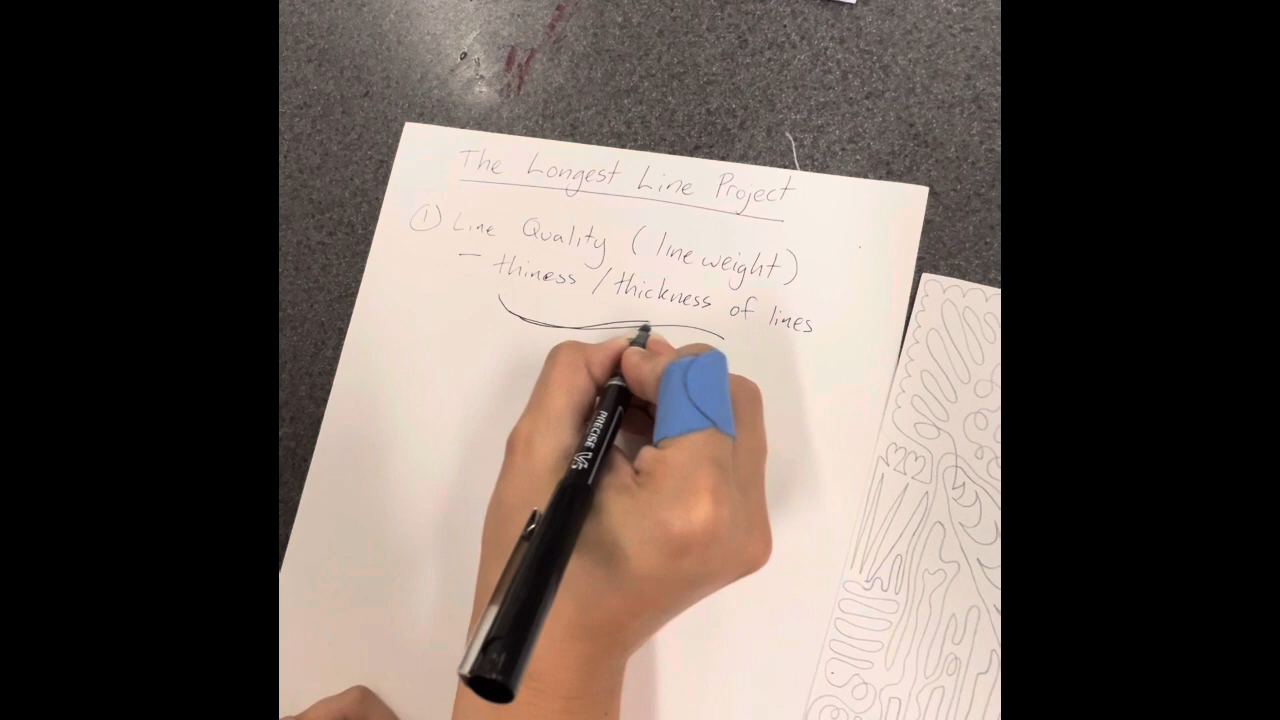 The Longest Line Project
① Line Quality (line weight)
– thiness / thickness of lines
PRECISE V5